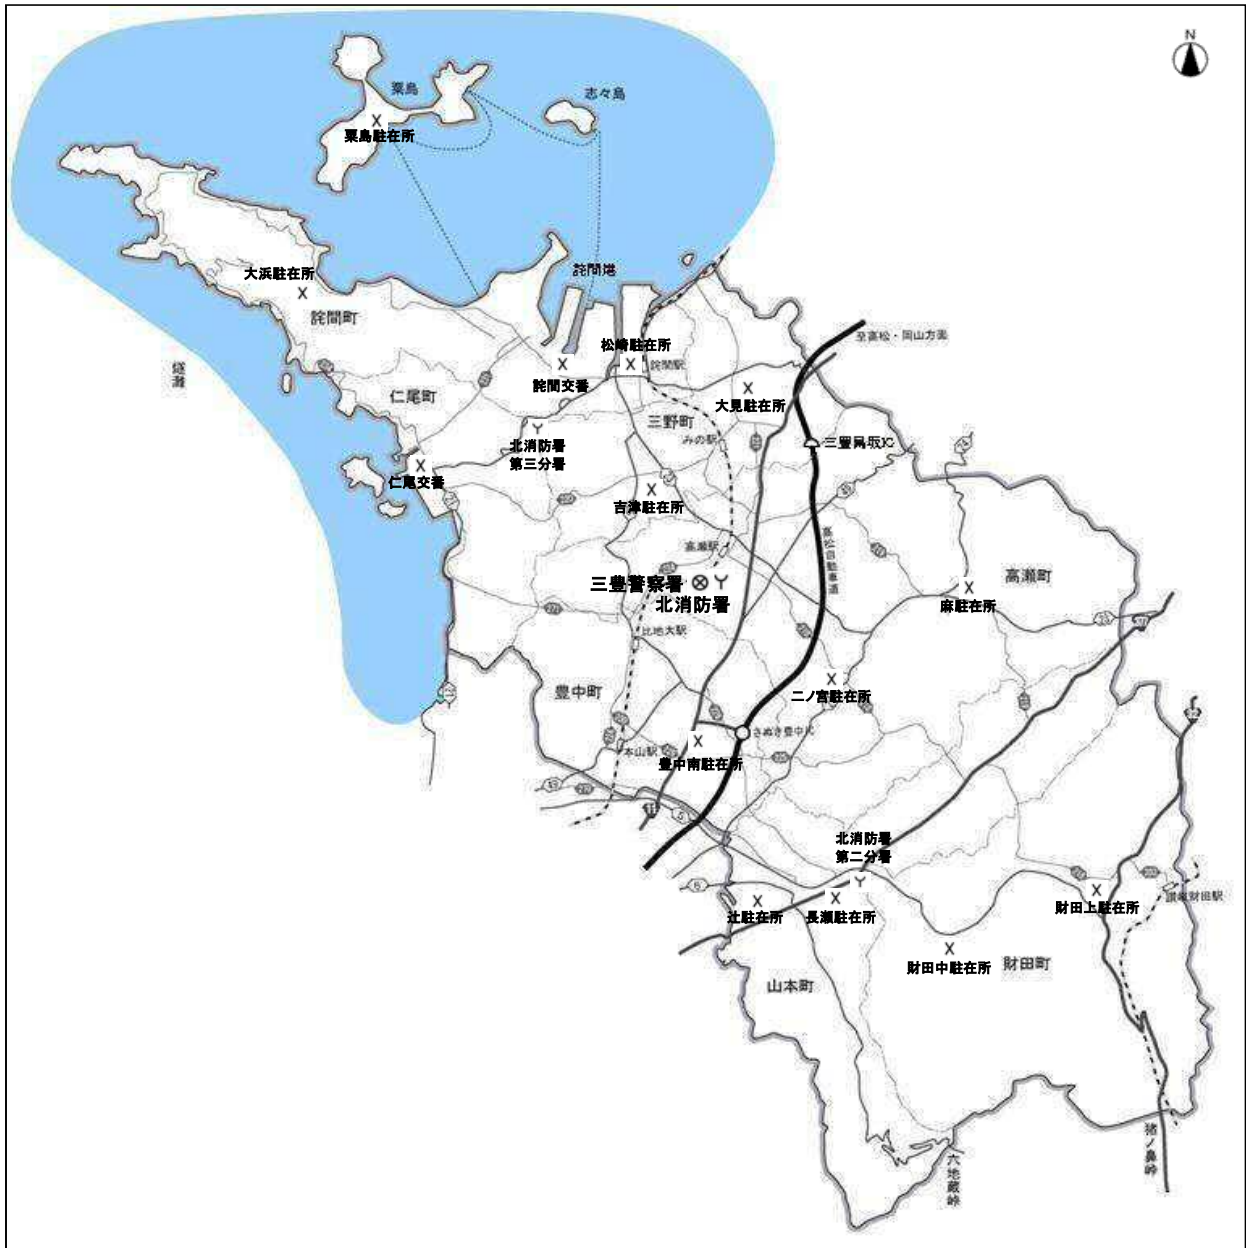 N
粟島
志々島
粟島駐在所
大浜駐在所
詫間港
詫間町
至高松・岡山方面
燧灘
松崎駐在所
詫間駅
詫間交番
仁尾町
大見駐在所
三野町
みの駅
三豊鳥坂IC
北消防署
第三分署
仁尾交番
吉津駐在所
高松自動車道
高瀬駅
高瀬町
三豊警察署
北消防署
麻駐在所
比地大駅
豊中町
二ノ宮駐在所
さぬき豊中IC
本山駅
豊中南駐在所
11
5
6
北消防署
第二分署
辻駐在所
長瀬駐在所
財田上駐在所
讃岐財田駅
財田中駐在所
財田町
山本町
猪ノ鼻峠
六地蔵峠